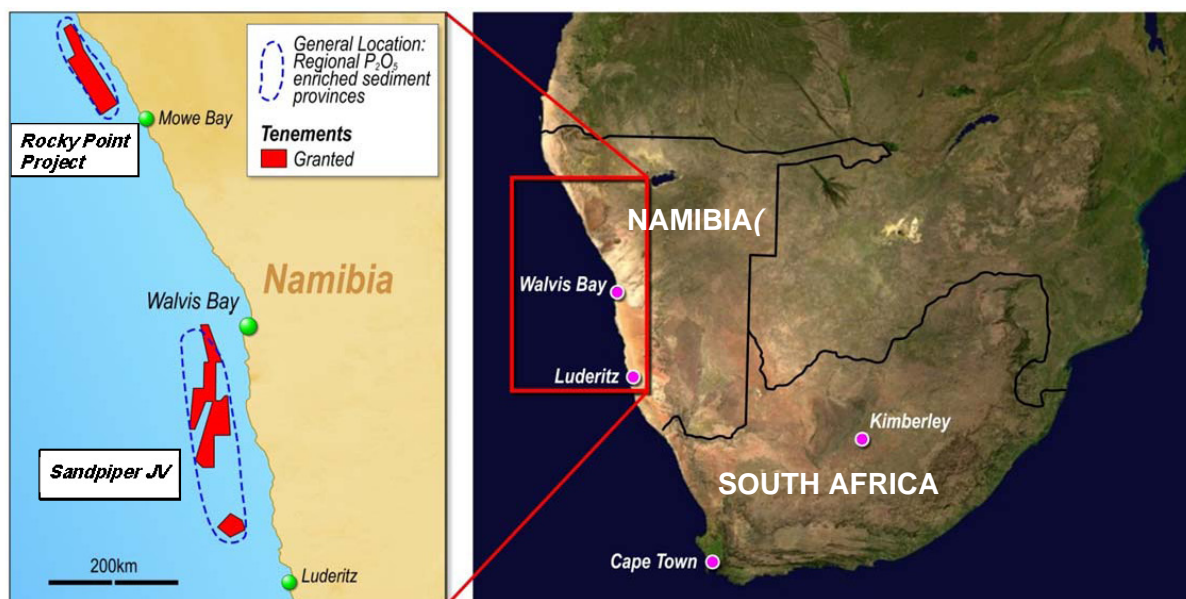 General Location:
Regional P₂O₅
enriched sediment
provinces
Tenements
Granted
Mowe Bay
Rocky Point
Project
Namibia
Walvis Bay
Sandpiper JV
200km
Luderitz
NAMIBIA(
Walvis Bay
Luderitz
Kimberley
SOUTH AFRICA
Cape Town